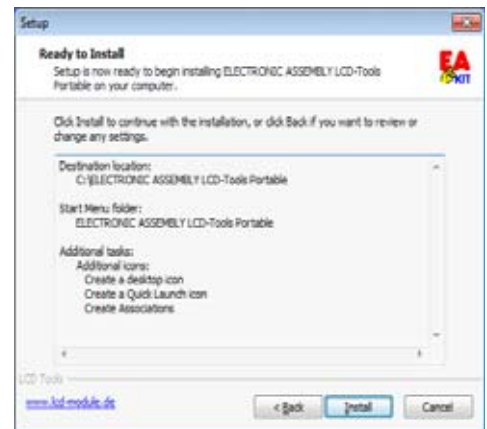 Setup
Ready to Install
Setup is now ready to begin installing ELECTRONIC ASSEMBLY LCD-Tools
Portable on your computer.
EA
KIT
Click Install to continue with the installation, or click Back if you want to review or
change any settings.
Destination location:
C:\ELECTRONIC ASSEMBLY LCD-Tools Portable
Start Menu folder:
ELECTRONIC ASSEMBLY LCD-Tools Portable
Additional tasks:
Additional icons:
Create a desktop icon
Create a Quick Launch icon
Create Associations
LCD Tools
www.lcd-module.de
< Back
Install
Cancel